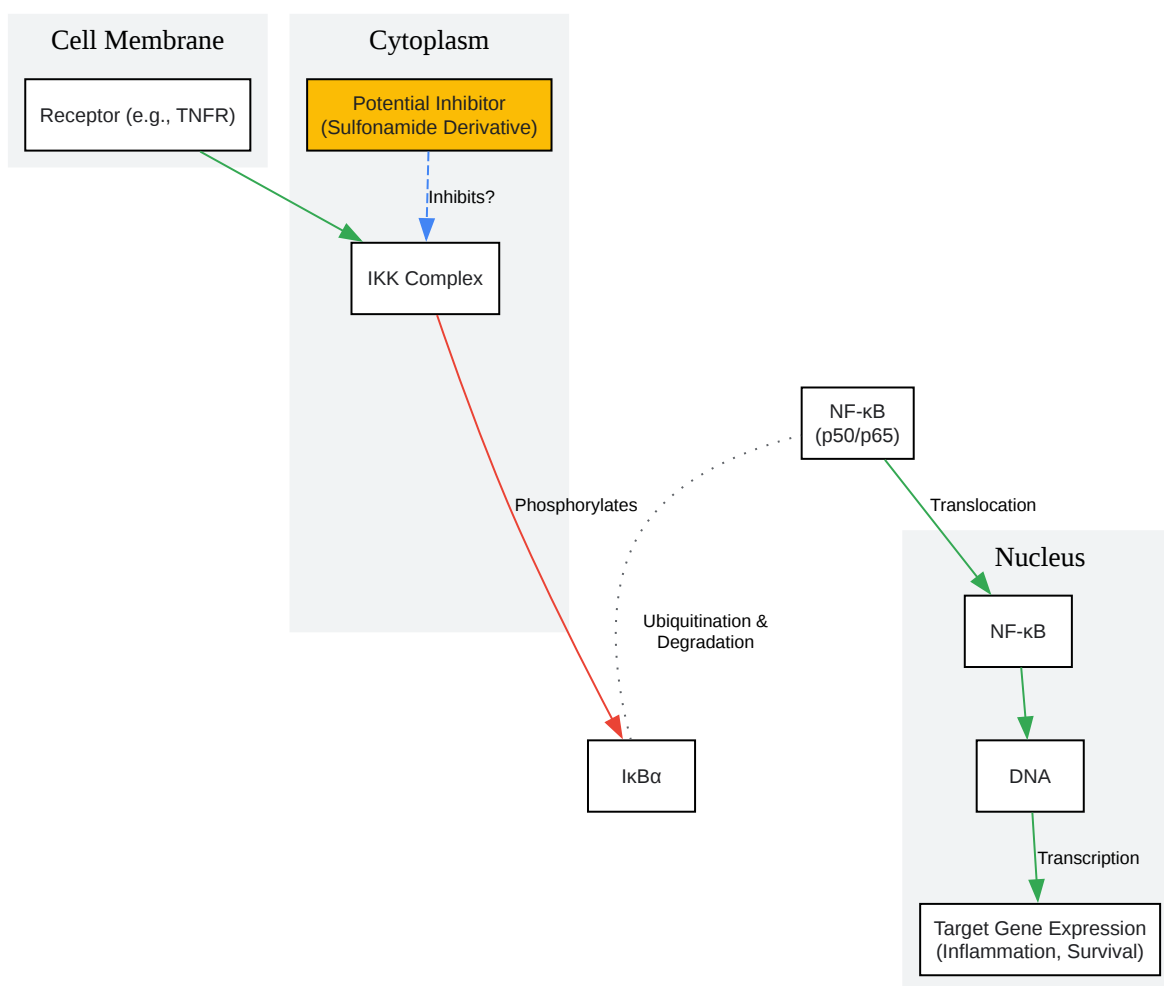 Cell Membrane
Cytoplasm
Receptor (e.g., TNFR)
Potential Inhibitor
(Sulfonamide Derivative)
Inhibits?
IKK Complex
NF-κB
(p50/p65)
Phosphorylates
Translocation
Nucleus
Ubiquitination &
Degradation
NF-κB
IκBα
DNA
Transcription
Target Gene Expression
(Inflammation, Survival)